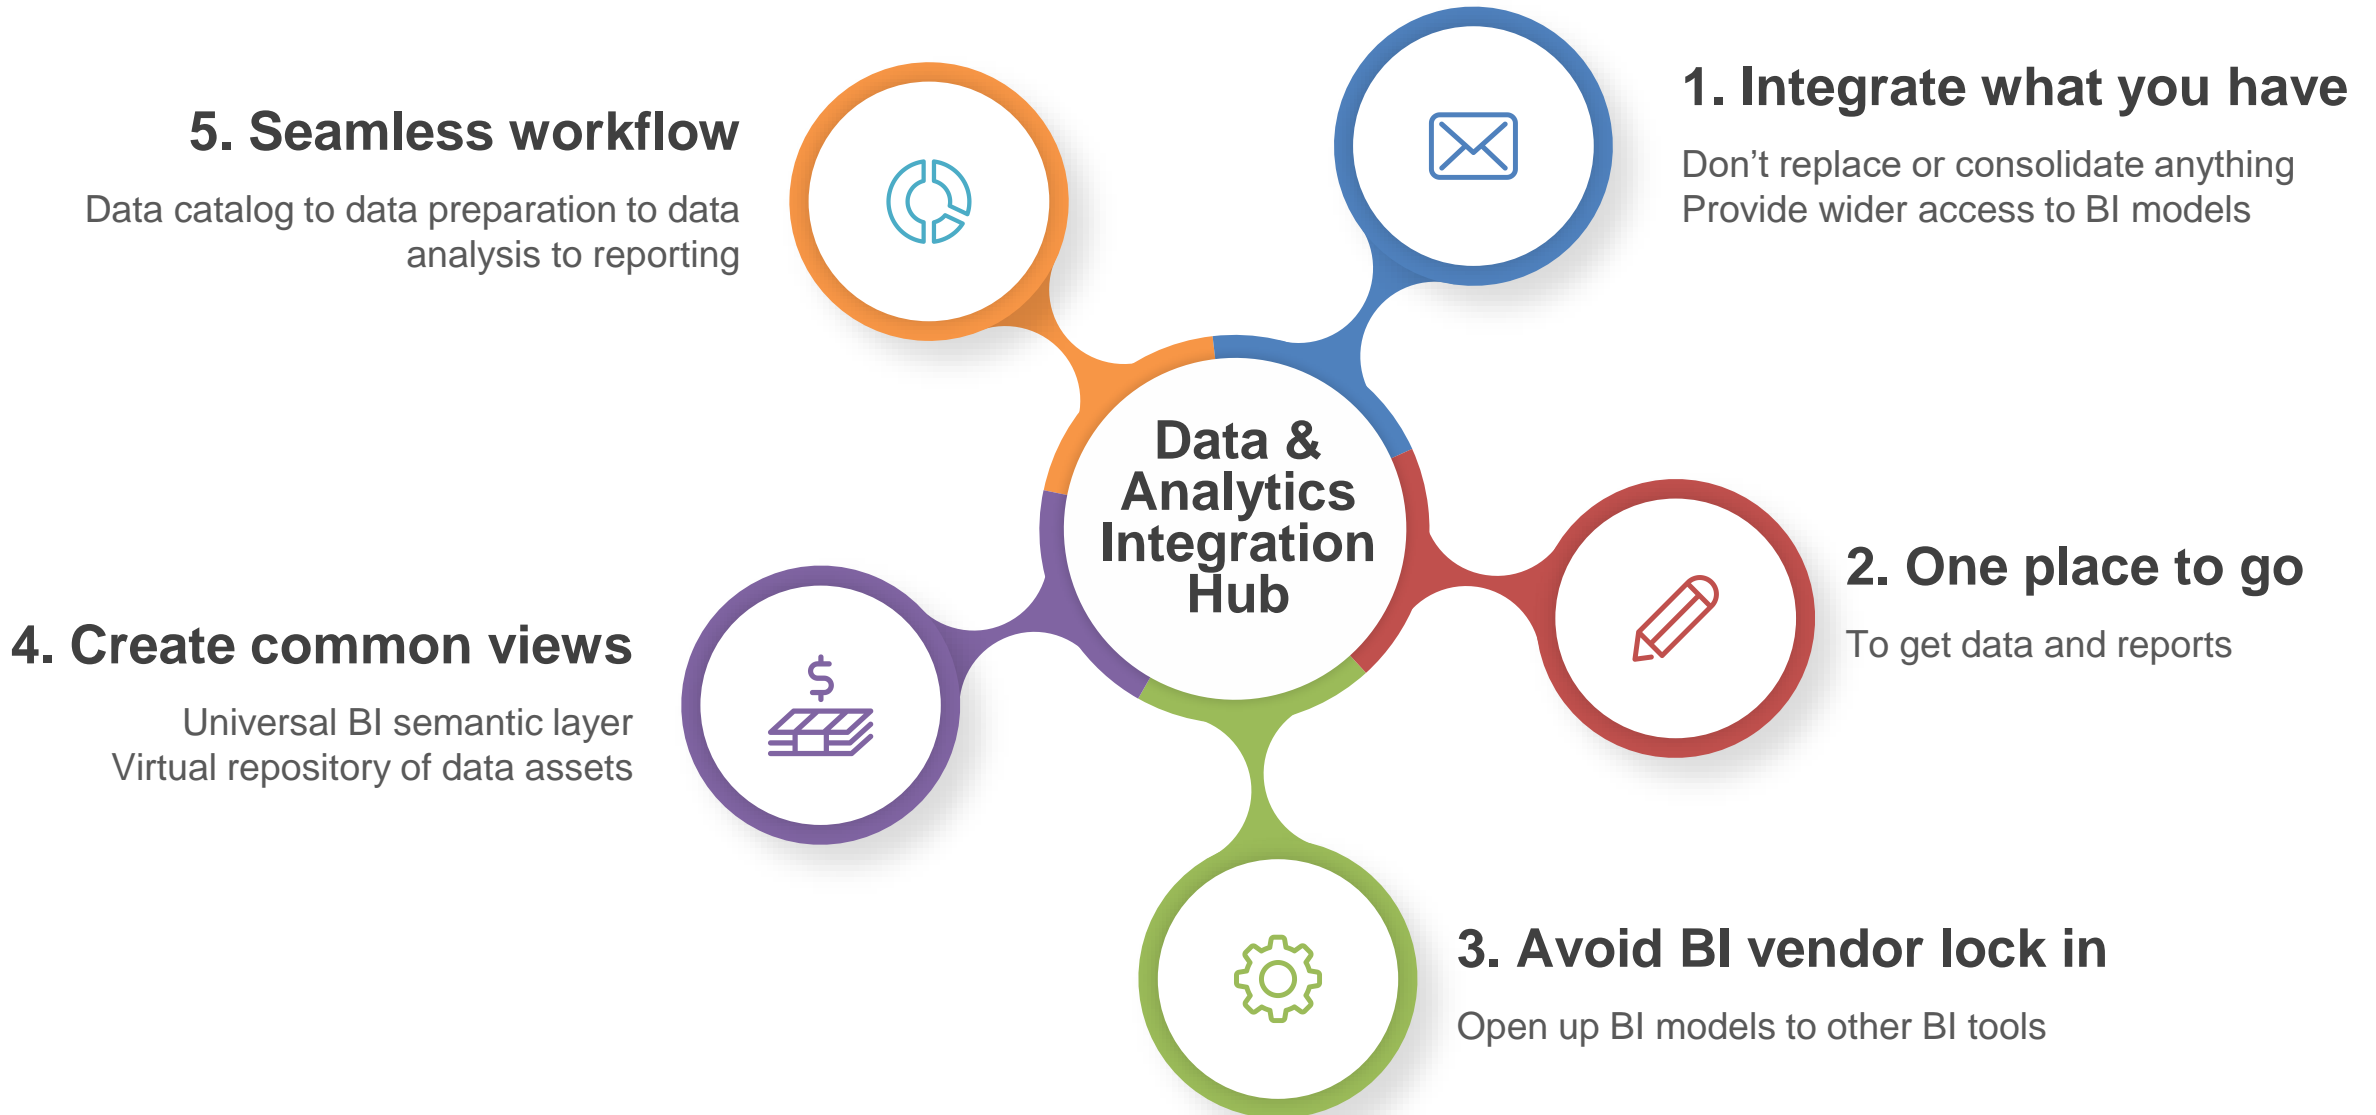 Data &
Analytics
Integration
Hub
1. Integrate what you have
Don’t replace or consolidate anything
Provide wider access to BI models
2. One place to go
To get data and reports
3. Avoid BI vendor lock in
Open up BI models to other BI tools
4. Create common views
Universal BI semantic layer
Virtual repository of data assets
5. Seamless workflow
Data catalog to data preparation to data
analysis to reporting
$